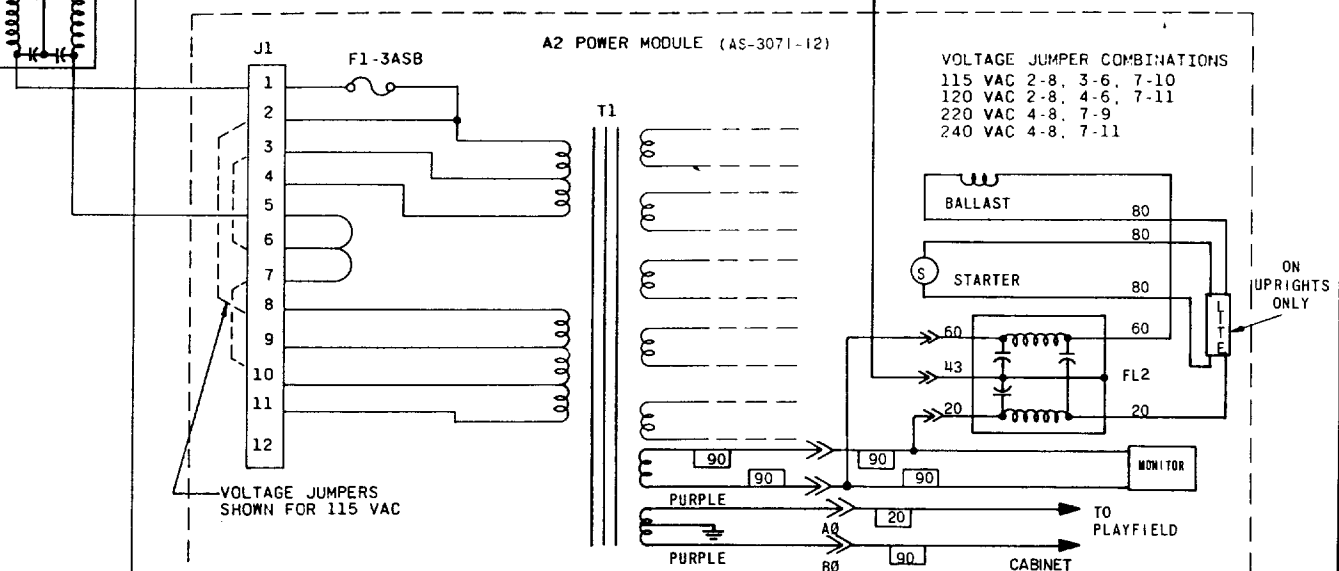 A2 POWER MODULE (AS-3071-12)
J1
F1-3ASB
1
2
3
4
5
6
7
8
9
10
11
12
T1
VOLTAGE JUMPER COMBINATIONS
115 VAC 2-8, 3-6, 7-10
120 VAC 2-8, 4-6, 7-11
220 VAC 4-8, 7-9
240 VAC 4-8, 7-11
BALLAST
80
80
S
STARTER
80
ON
UPRIGHTS
ONLY
LITE
60
60
43
FL2
20
20
90
90
MONITOR
90
90
PURPLE
20
TO
PLAYFIELD
A0
PURPLE
B0
90
CABINET
VOLTAGE JUMPERS
SHOWN FOR 115 VAC